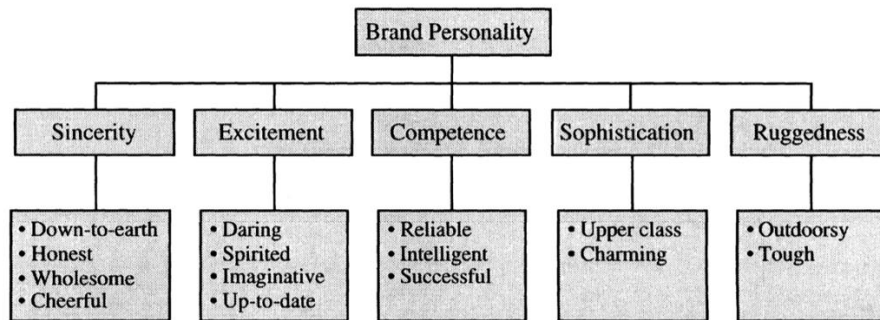 Brand Personality
Sincerity
Excitement
Competence
Sophistication
Ruggedness
• Down-to-earth
• Honest
• Wholesome
• Cheerful
• Daring
• Spirited
• Imaginative
• Up-to-date
• Reliable
• Intelligent
• Successful
• Upper class
• Charming
• Outdoorsy
• Tough